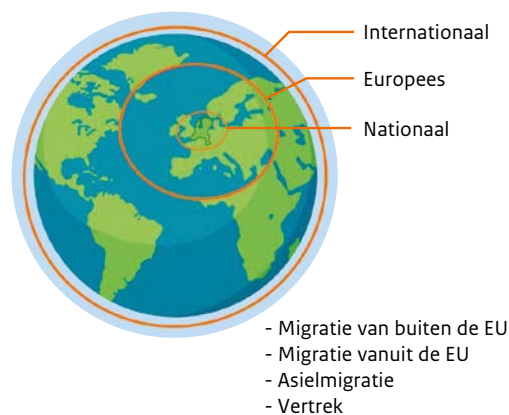 Internationaal
Europees
Nationaal
- Migratie van buiten de EU
- Migratie vanuit de EU
- Asielmigratie
- Vertrek